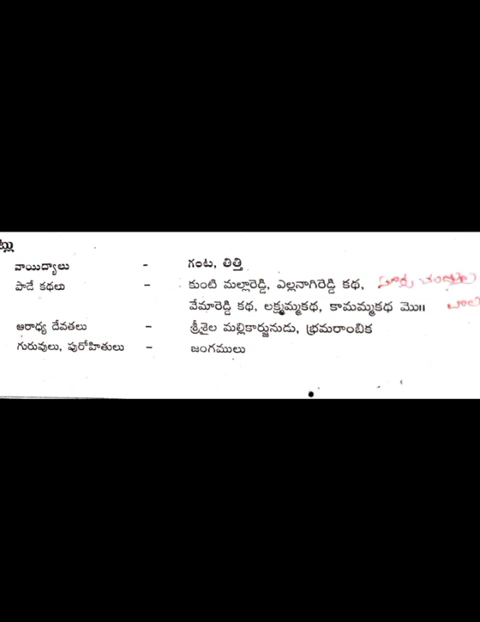 ట్లు
వాయిద్యాలు - గంట, తిత్తి
పాడే కథలు - కుంటి మల్లారెడ్డి, ఎల్లనాగిరెడ్డి కథ,
వేమారెడ్డి కథ, లక్ష్మమ్మకథ, కామమ్మకథ మొ॥
ఆరాధ్య దేవతలు - శ్రీశైల మల్లికార్జునుడు, భ్రమరాంబిక
గురువులు, పురోహితులు - జంగములు